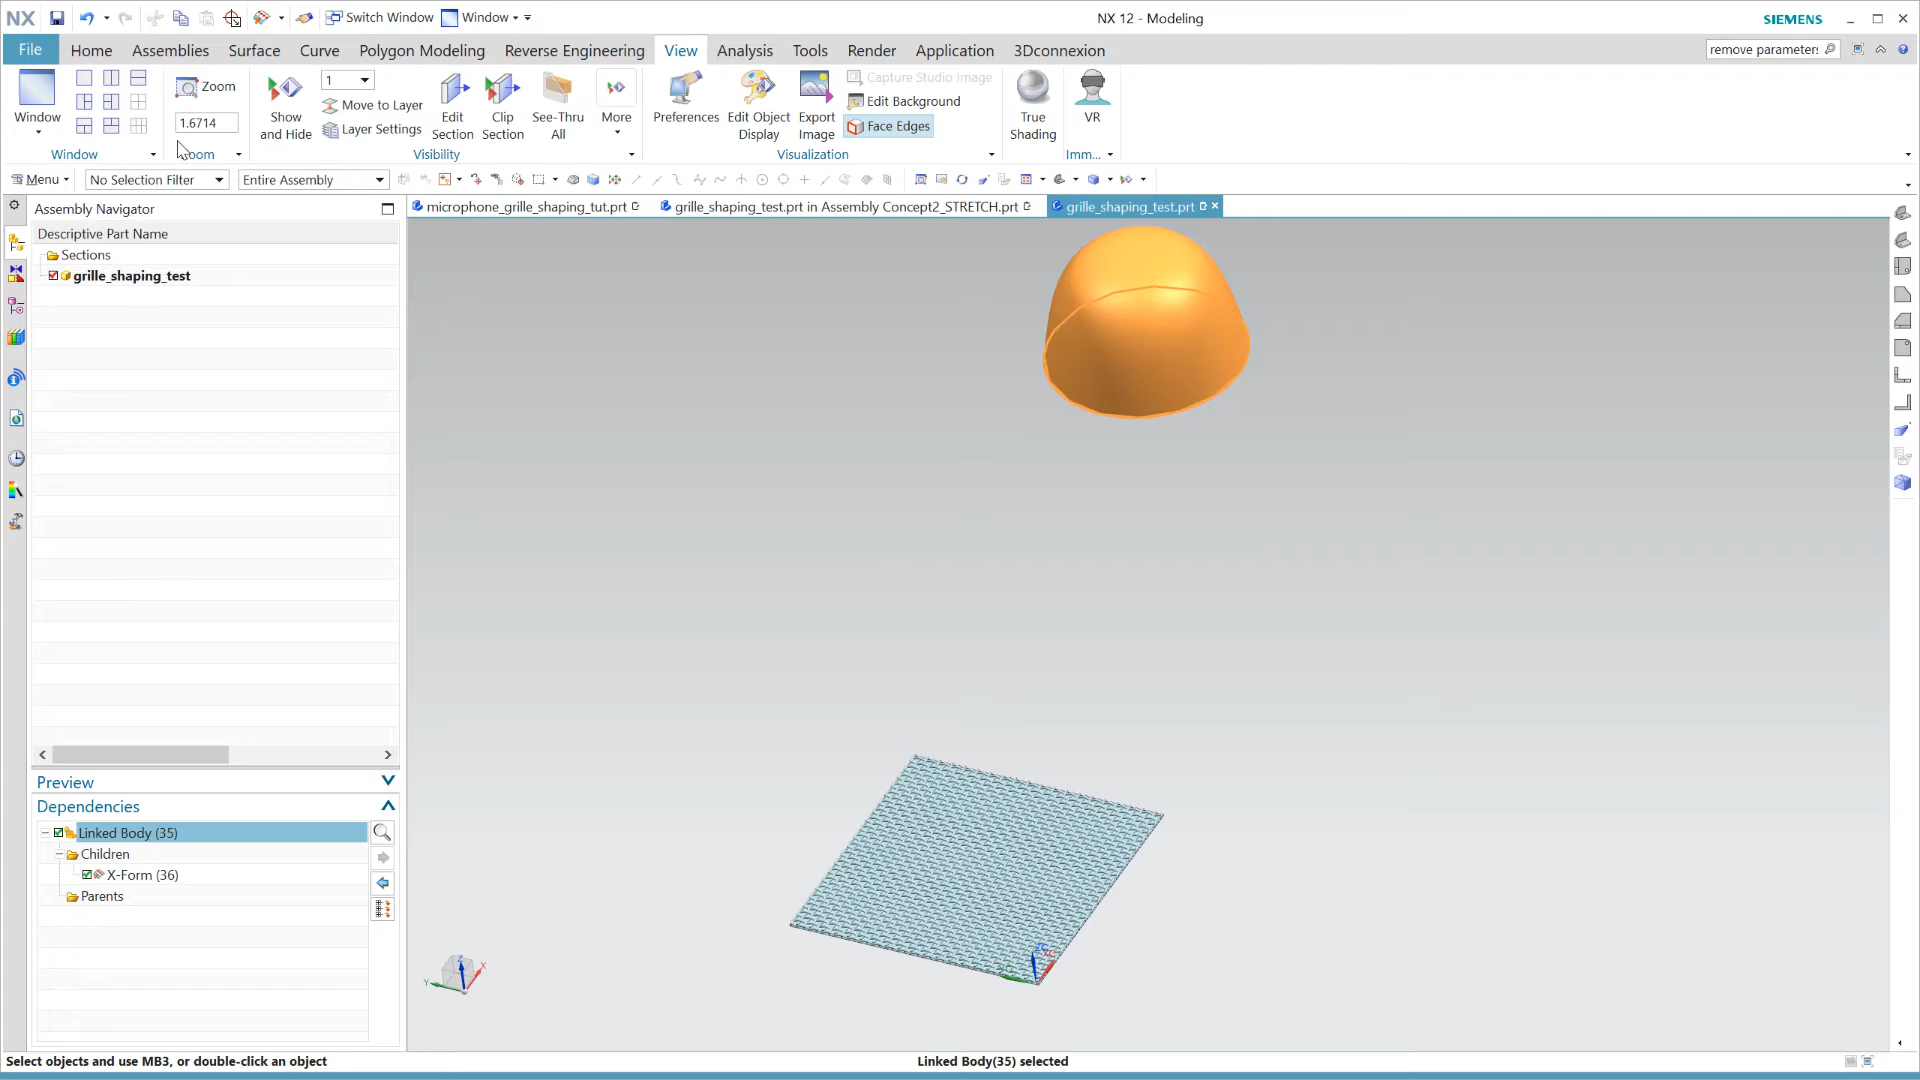 NX
Switch Window
Window
NX 12 - Modeling
SIEMENS
File
Home
Assemblies
Surface
Curve
Polygon Modeling
Reverse Engineering
View
Analysis
Tools
Render
Application
3Dconnexion
remove parameters
Window
Zoom
1.6714
Show and Hide
1
Move to Layer
Layer Settings
Edit Section
Clip Section
See-Thru All
More
Preferences
Edit Object Display
Export Image
Capture Studio Image
Edit Background
Face Edges
True Shading
VR
Window
Visibility
Visualization
Imm...
Menu
No Selection Filter
Entire Assembly
Assembly Navigator
microphone_grille_shaping_tut.prt
grille_shaping_test.prt in Assembly Concept2_STRETCH.prt
grille_shaping_test.prt
Descriptive Part Name
Sections
grille_shaping_test
Preview
Dependencies
Linked Body (35)
Children
X-Form (36)
Parents
Z
X
Y
Select objects and use MB3, or double-click an object
Linked Body(35) selected